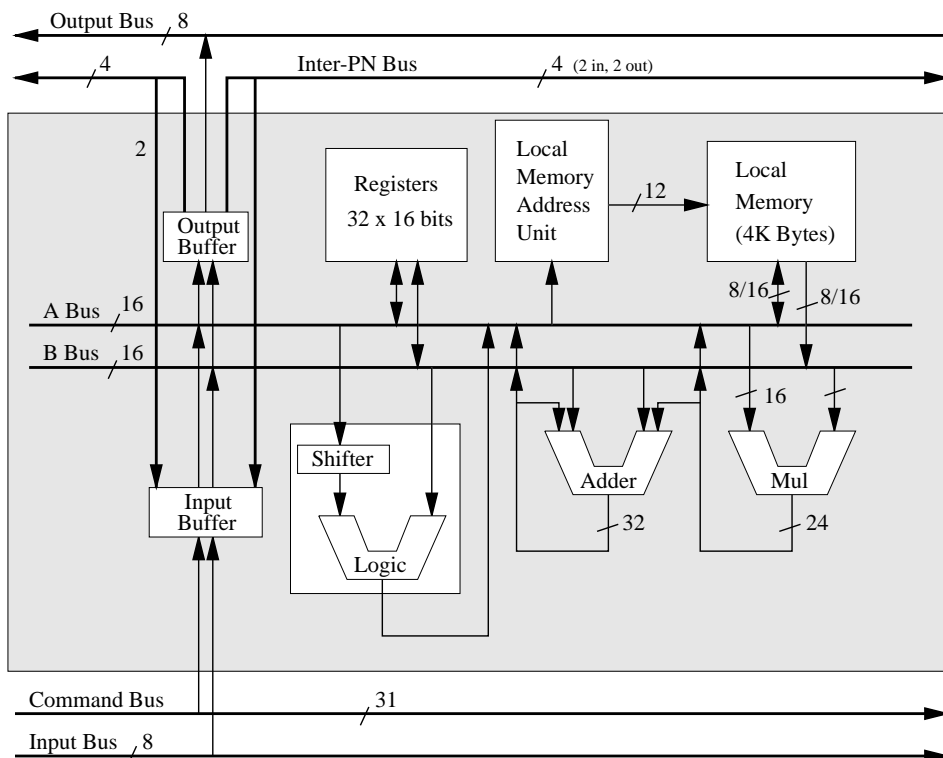 Output Bus 8
4
Inter-PN Bus 4 (2 in, 2 out)
2
Registers
32 x 16 bits
Local
Memory
Address
Unit
12
Local
Memory
(4K Bytes)
Output
Buffer
8/16
8/16
A Bus 16
B Bus 16
16
Shifter
Logic
Adder
32
Mul
24
Input
Buffer
Command Bus 31
Input Bus 8